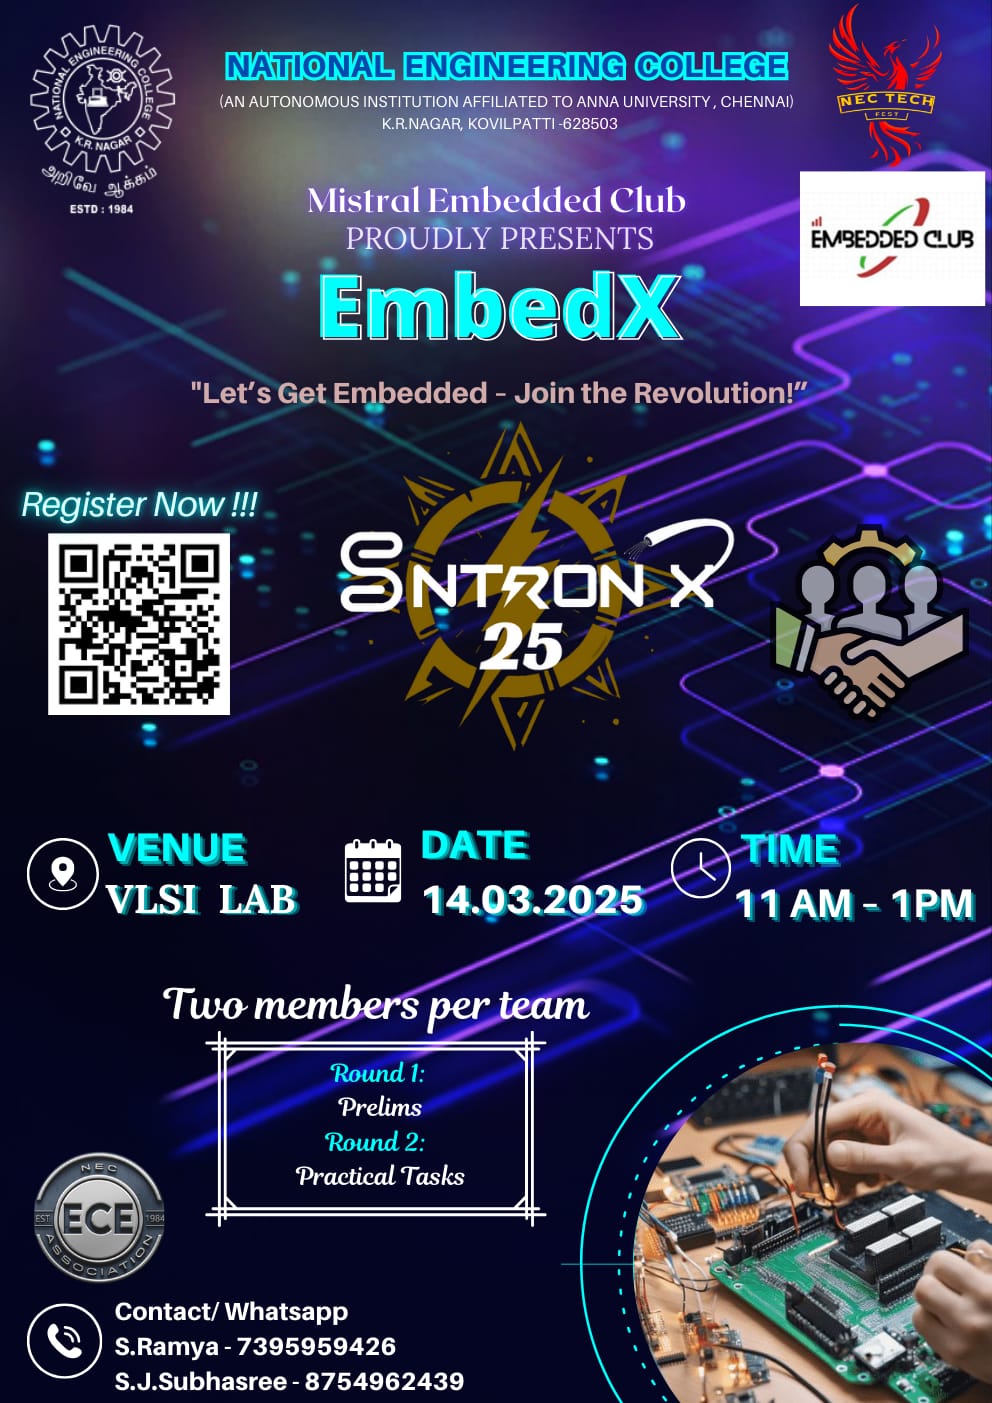 NATIONAL ENGINEERING COLLEGE
(AN AUTONOMOUS INSTITUTION AFFILIATED TO ANNA UNIVERSITY , CHENNAI)
K.R.NAGAR, KOVILPATTI -628503
NATIONAL ENGINEERING COLLEGE
K.R. NAGAR
அறிவே ஆக்கம்
ESTD : 1984
NEC TECH
FEST
EMBEDDED CLUB
Mistral Embedded Club
PROUDLY PRESENTS
EmbedX
"Let’s Get Embedded – Join the Revolution!”
Register Now !!!
SNTRON X
25
VENUE
VLSI LAB
DATE
14.03.2025
TIME
11 AM – 1PM
Two members per team
Round 1:
Prelims
Round 2:
Practical Tasks
NEC
EST ECE 1984
ASSOCIATION
Contact/ Whatsapp
S.Ramya - 7395959426
S.J.Subhasree - 8754962439